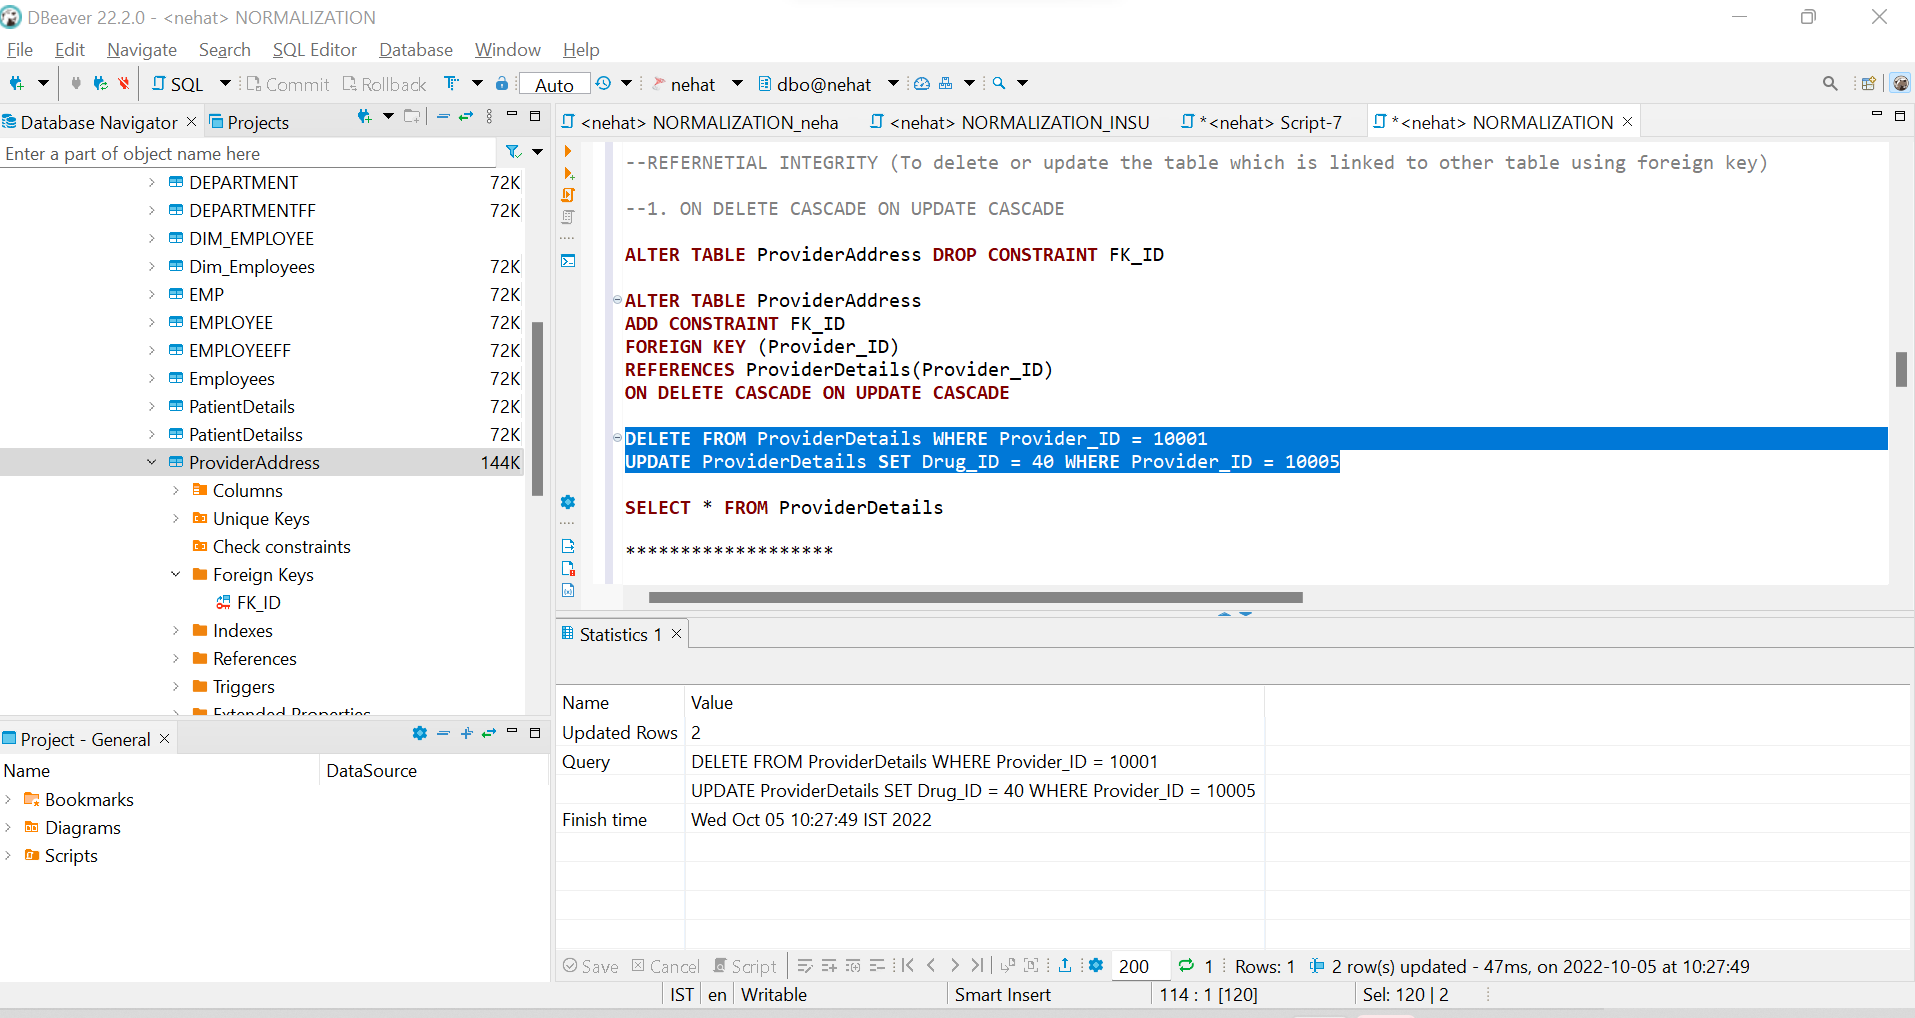 DBeaver 22.2.0 - <nehat> NORMALIZATION
File Edit Navigate Search SQL Editor Database Window Help
SQL Commit Rollback Auto nehat dbo@nehat
Database Navigator Projects
<nehat> NORMALIZATION_neha <nehat> NORMALIZATION_INSU *<nehat> Script-7 *<nehat> NORMALIZATION
Enter a part of object name here
DEPARTMENT 72K
DEPARTMENTFF 72K
DIM_EMPLOYEE
Dim_Employees 72K
EMP 72K
EMPLOYEE 72K
EMPLOYEEFF 72K
Employees 72K
PatientDetails 72K
PatientDetailss 72K
ProviderAddress 144K
Columns
Unique Keys
Check constraints
Foreign Keys
FK_ID
Indexes
References
Triggers
Extended Properties
Project - General
Name DataSource
Bookmarks
Diagrams
Scripts
--REFERNETIAL INTEGRITY (To delete or update the table which is linked to other table using foreign key)
--1. ON DELETE CASCADE ON UPDATE CASCADE
ALTER TABLE ProviderAddress DROP CONSTRAINT FK_ID
ALTER TABLE ProviderAddress
ADD CONSTRAINT FK_ID
FOREIGN KEY (Provider_ID)
REFERENCES ProviderDetails(Provider_ID)
ON DELETE CASCADE ON UPDATE CASCADE
DELETE FROM ProviderDetails WHERE Provider_ID = 10001
UPDATE ProviderDetails SET Drug_ID = 40 WHERE Provider_ID = 10005
SELECT * FROM ProviderDetails
*******************
Statistics 1
Name Value
Updated Rows 2
Query DELETE FROM ProviderDetails WHERE Provider_ID = 10001
UPDATE ProviderDetails SET Drug_ID = 40 WHERE Provider_ID = 10005
Finish time Wed Oct 05 10:27:49 IST 2022
Save Cancel Script 200 1 Rows: 1 2 row(s) updated - 47ms, on 2022-10-05 at 10:27:49
IST en Writable Smart Insert 114 : 1 [120] Sel: 120 | 2